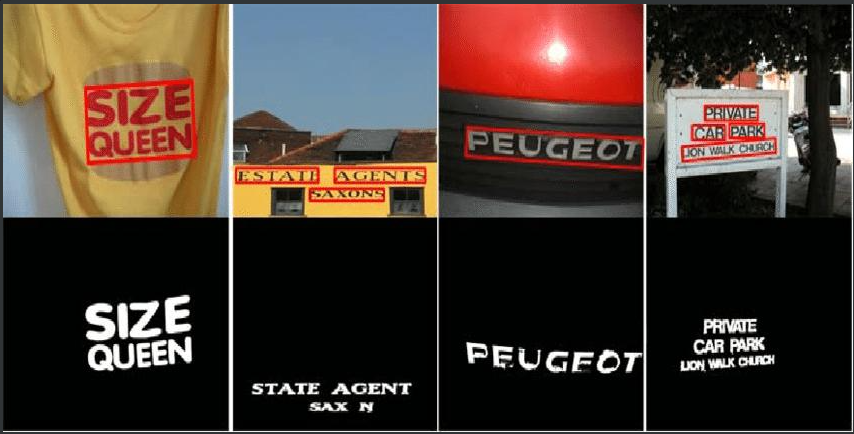 SIZE
QUEEN
ESTATE AGENTS
SAXONS
PEUGEOT
PRIVATE
CAR PARK
LION WALK CHURCH
SIZE
QUEEN
STATE AGENT
SAX N
PEUGEOT
PRIVATE
CAR PARK
LION WALK CHURCH